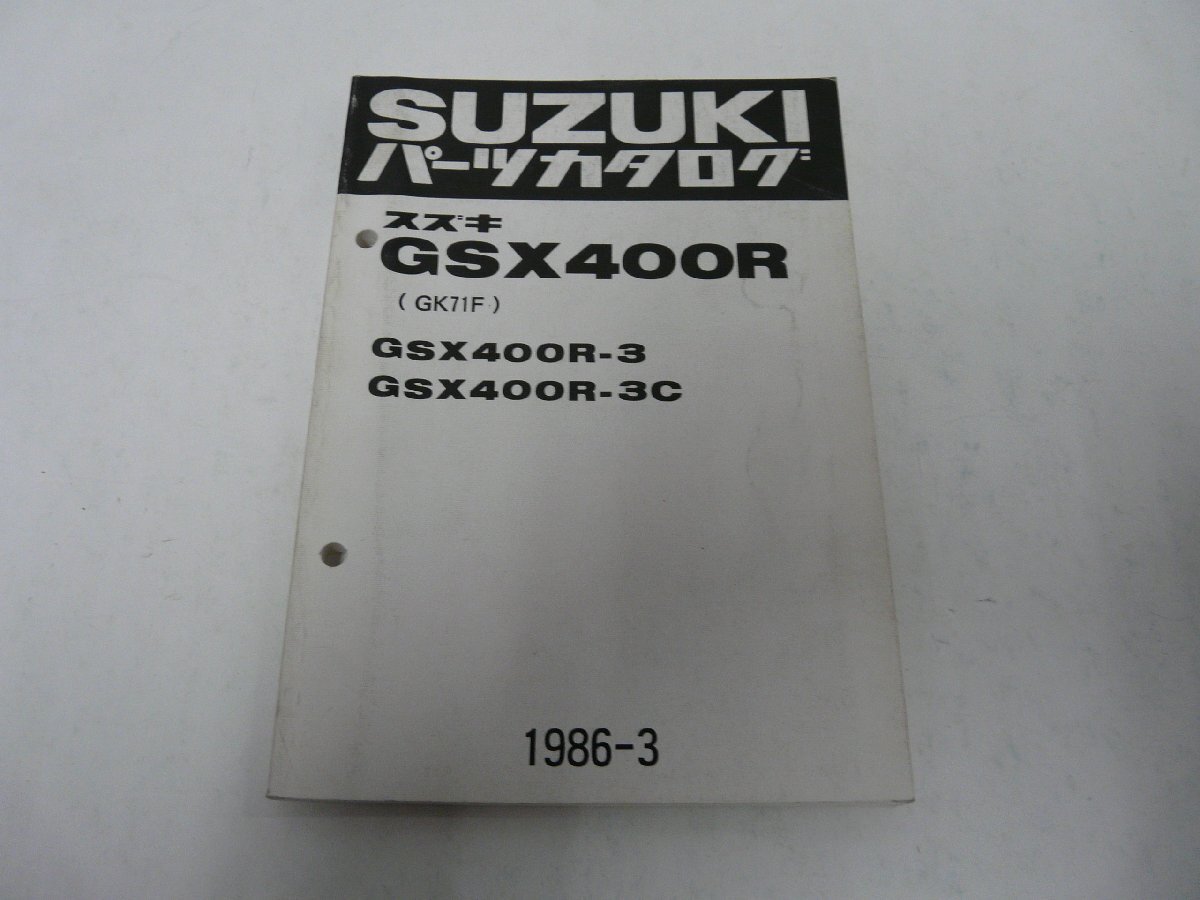 SUZUKI
パーツカタログ
スズキ
GSX400R
( GK71F )
GSX400R-3
GSX400R-3C
1986-3